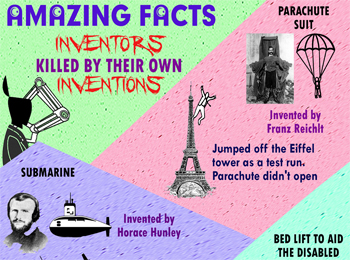 AMAZING FACTS
INVENTORS
KILLED BY THEIR OWN
INVENTIONS
PARACHUTE
SUIT
Invented by
Franz Reichlt
Jumped off the Eiffel
tower as a test run.
Parachute didn't open
SUBMARINE
Invented by
Horace Hunley
BED LIFT TO AID
THE DISABLED